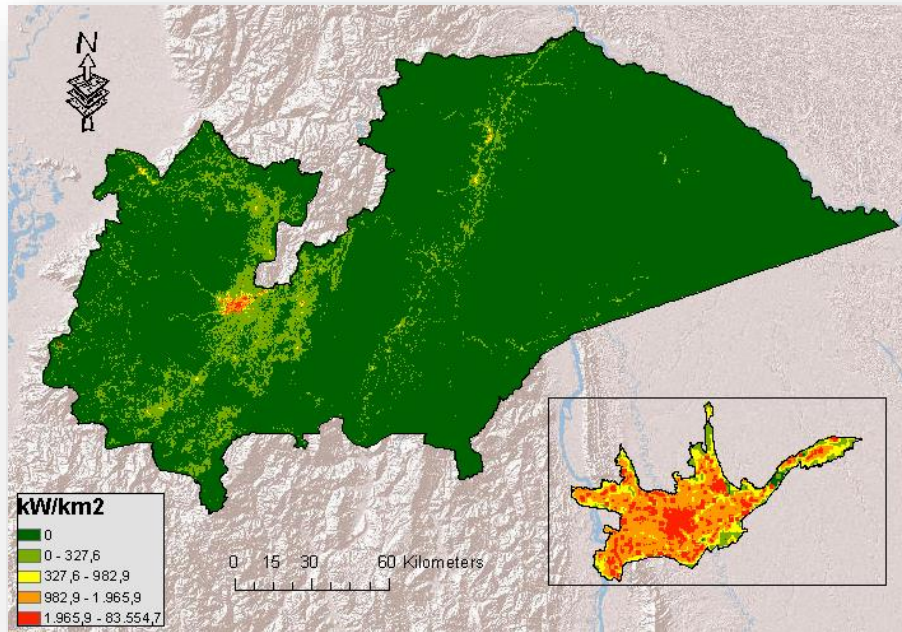 N
kW/km2
0
0 - 327,6
327,6 - 982,9
982,9 - 1.965,9
1.965,9 - 83.554,7
0 15 30 60 Kilometers